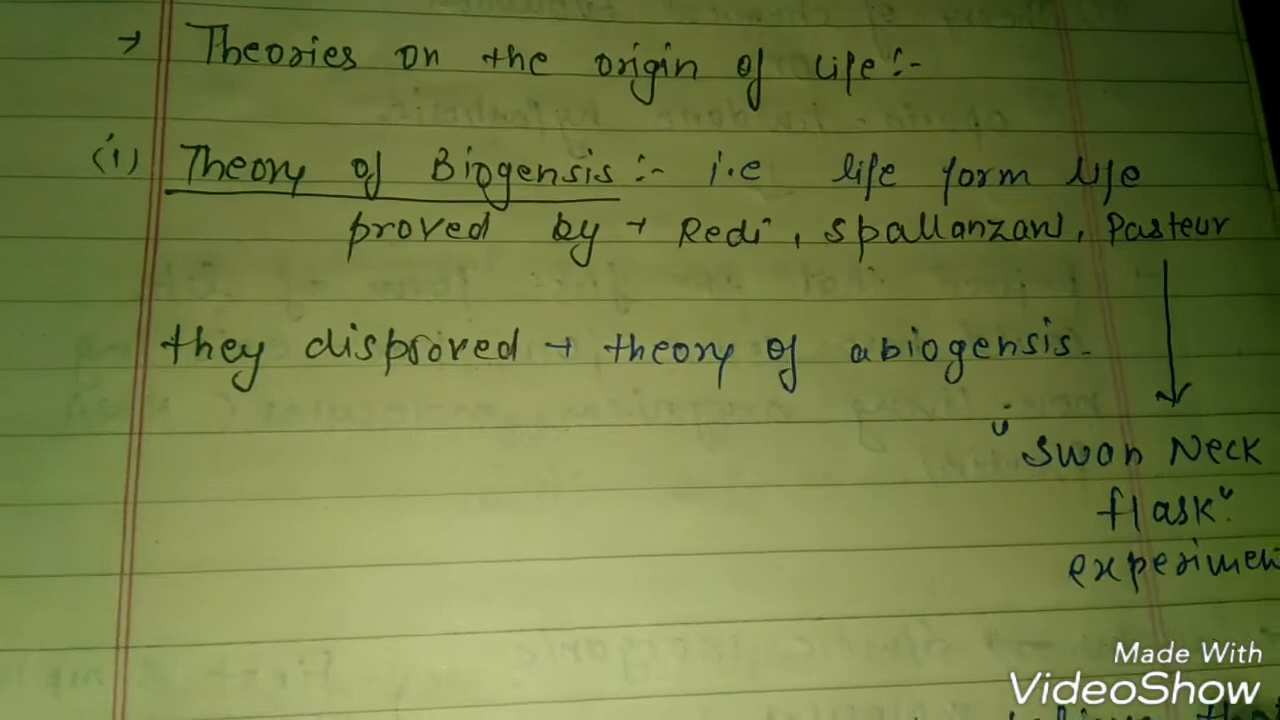 → Theories on the origin of life:-
(i) Theory of Biogensis :- i.e life form life
proved by → Redi, spallanzani, Pasteur
they disproved → theory of abiogensis.
"Swan Neck
flask".
experimen
Made With
VideoShow